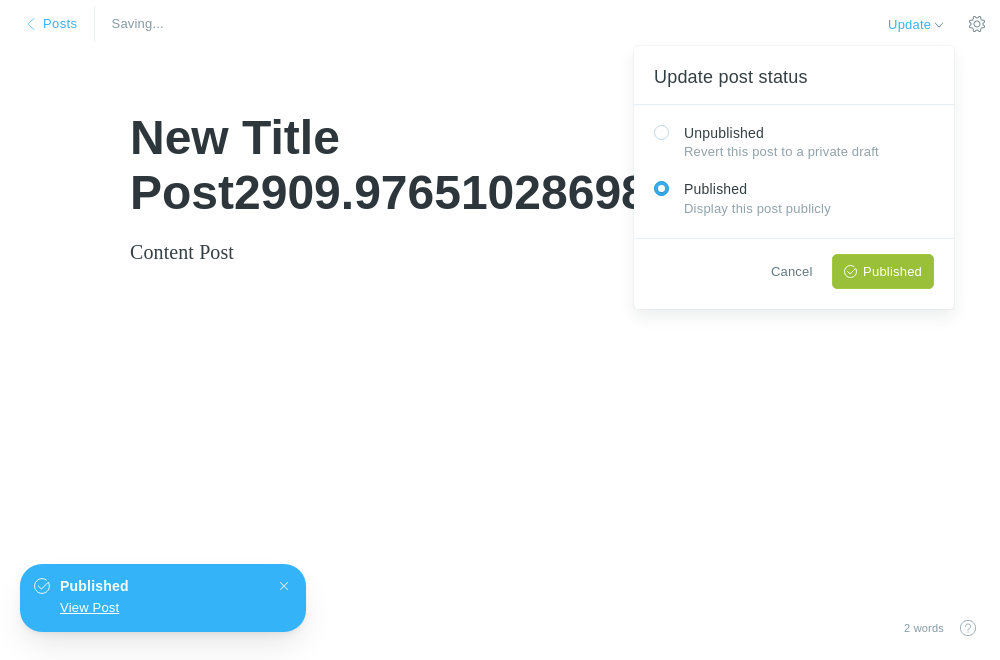 Posts
Saving...
Update
Update post status
Unpublished
Revert this post to a private draft
Published
Display this post publicly
Cancel
Published
New Title
Post2909.97651028698
Content Post
Published
View Post
2 words
?